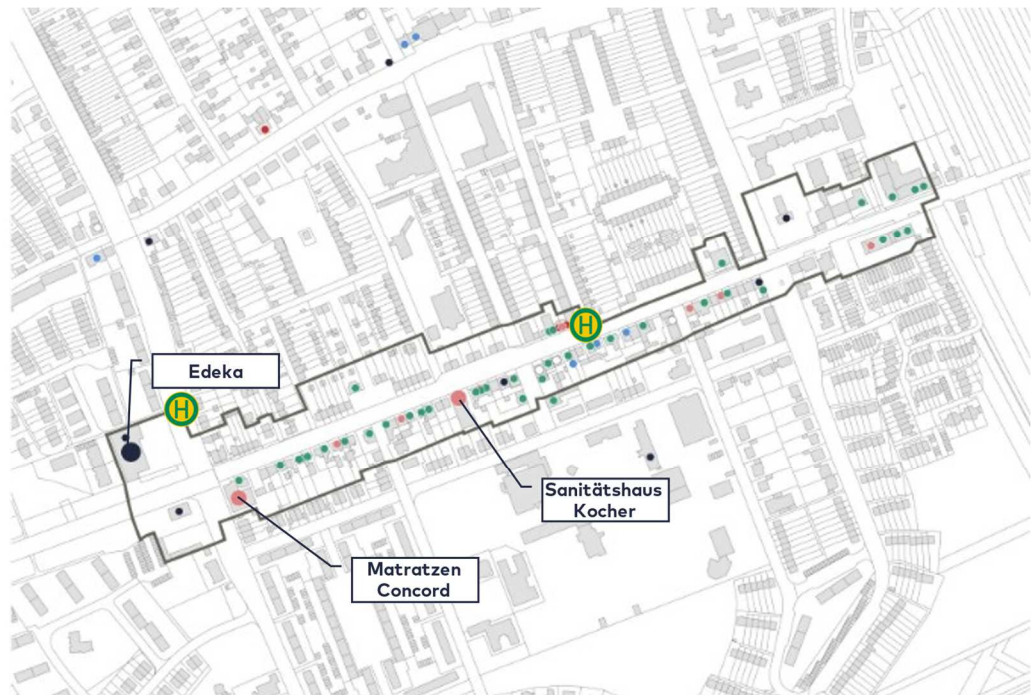 H
H
Edeka
Sanitätshaus
Kocher
Matratzen
Concord